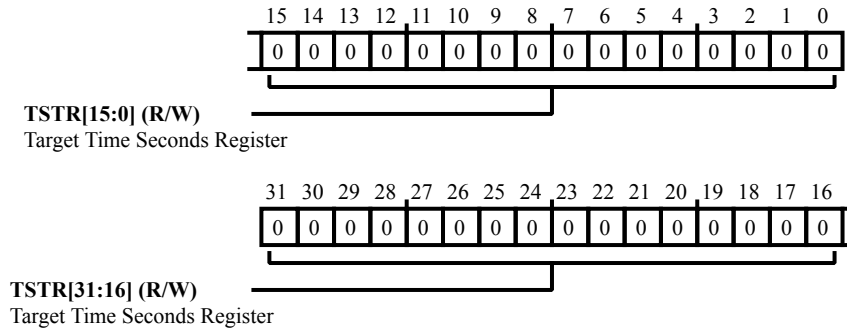 15 14 13 12 11 10 9 8 7 6 5 4 3 2 1 0
0 0 0 0 0 0 0 0 0 0 0 0 0 0 0 0
TSTR[15:0] (R/W)
Target Time Seconds Register
31 30 29 28 27 26 25 24 23 22 21 20 19 18 17 16
0 0 0 0 0 0 0 0 0 0 0 0 0 0 0 0
TSTR[31:16] (R/W)
Target Time Seconds Register